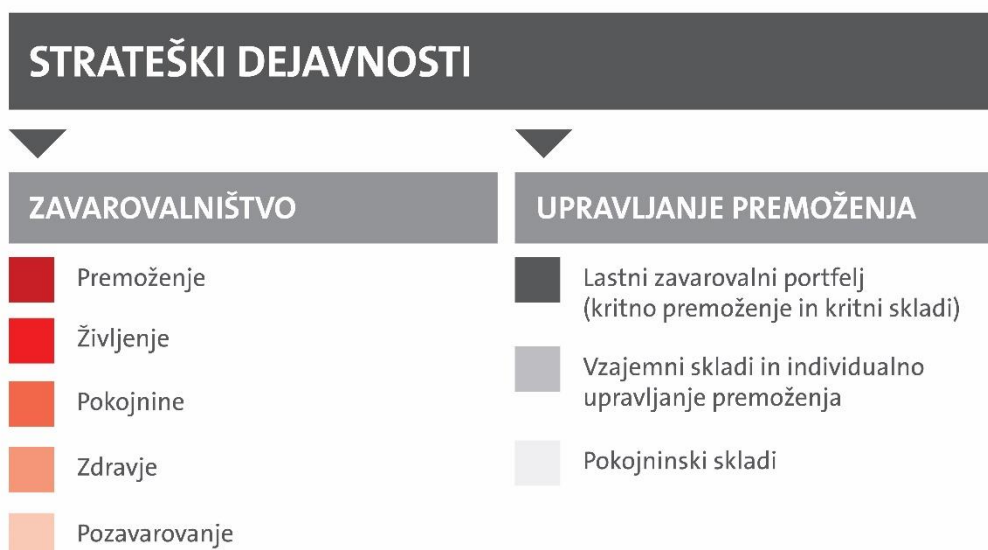 STRATEŠKI DEJAVNOSTI
ZAVAROVALNIŠTVO
Premoženje
Življenje
Pokojnine
Zdravje
Pozavarovanje
UPRAVLJANJE PREMOŽENJA
Lastni zavarovalni portfelj
(kritno premoženje in kritni skladi)
Vzajemni skladi in individualno
upravljanje premoženja
Pokojninski skladi